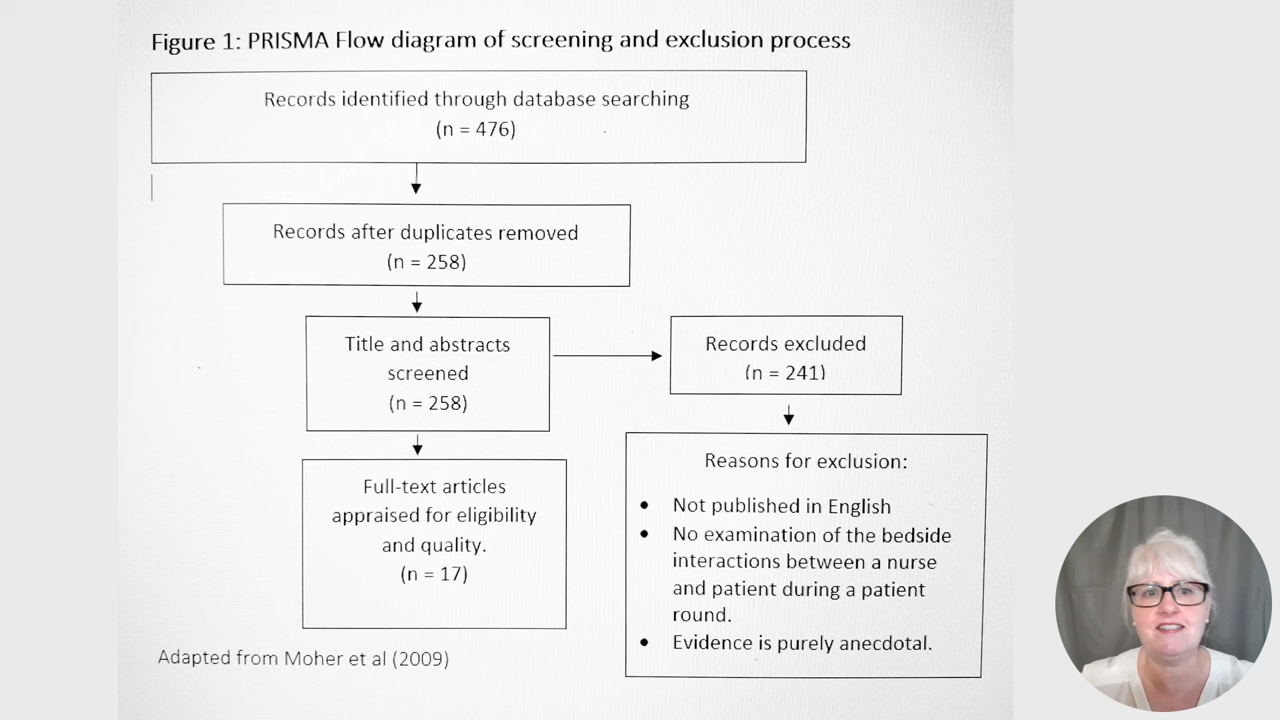 Figure 1: PRISMA Flow diagram of screening and exclusion process
Records identified through database searching
(n = 476)
Records after duplicates removed
(n = 258)
Title and abstracts
screened
(n = 258)
Records excluded
(n = 241)
Full-text articles
appraised for eligibility
and quality.
(n = 17)
Reasons for exclusion:
• Not published in English
• No examination of the bedside
interactions between a nurse
and patient during a patient
round.
• Evidence is purely anecdotal.
Adapted from Moher et al (2009)